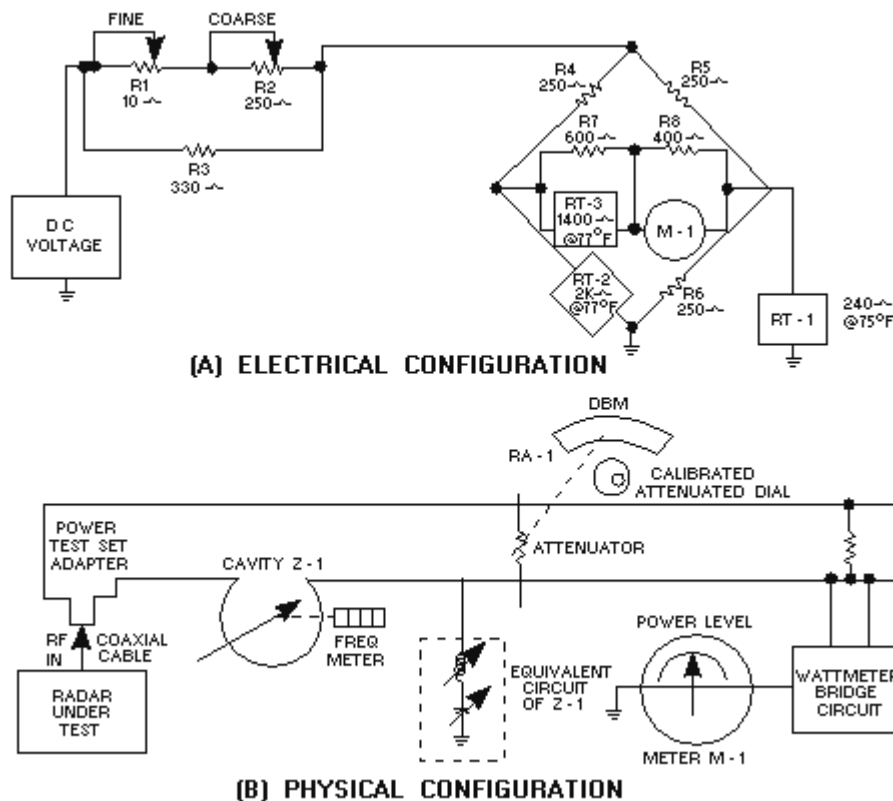 FINE
COARSE
R1
10 ⌁
R2
250 ⌁
R3
330 ⌁
DC
VOLTAGE
R4
250 ⌁
R5
250 ⌁
R7
600 ⌁
R8
400 ⌁
RT-3
1400 ⌁
@77°F
M-1
RT-2
2K ⌁
@77°F
R6
250 ⌁
RT-1
240 ⌁
@75°F
(A) ELECTRICAL CONFIGURATION
DBM
RA-1
CALIBRATED
ATTENUATED DIAL
POWER
TEST SET
ADAPTER
CAVITY Z-1
ATTENUATOR
RF
IN
COAXIAL
CABLE
FREQ
METER
POWER LEVEL
RADAR
UNDER
TEST
EQUIVALENT
CIRCUIT
OF Z-1
WATTMETER
BRIDGE
CIRCUIT
METER M-1
(B) PHYSICAL CONFIGURATION